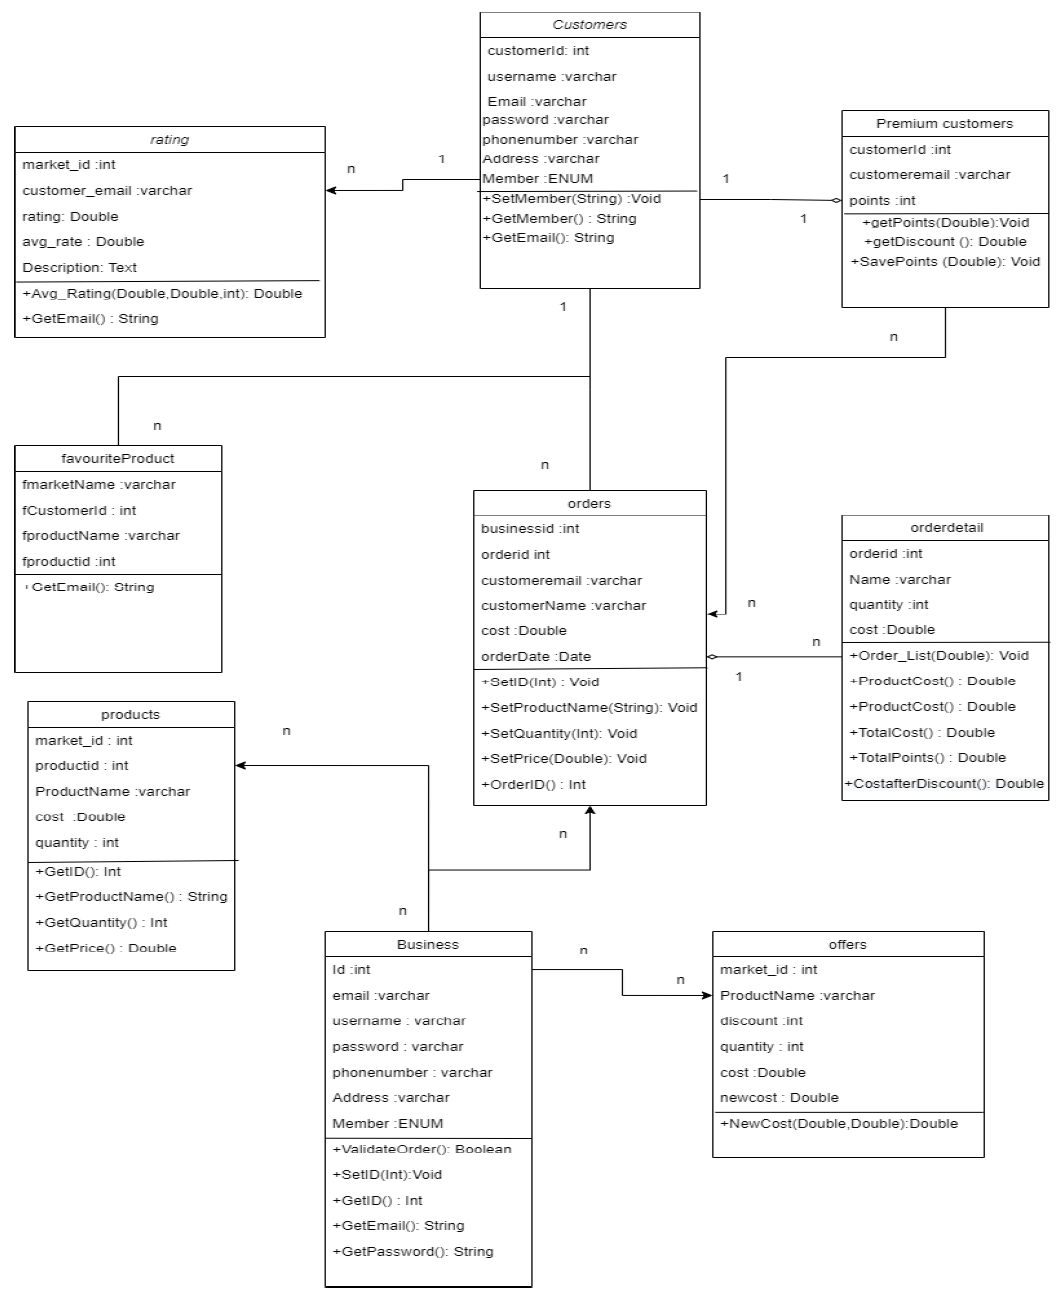 Customers
customerId: int
username :varchar
Email :varchar
password :varchar
phonenumber :varchar
Address :varchar
Member :ENUM
+SetMember(String) :Void
+GetMember() : String
+GetEmail(): String
Premium customers
customerId :int
customeremail :varchar
points :int
+getPoints(Double):Void
+getDiscount (): Double
+SavePoints (Double): Void
rating
market_id :int
customer_email :varchar
rating: Double
avg_rate : Double
Description: Text
+Avg_Rating(Double,Double,int): Double
+GetEmail() : String
n
1
1
1
1
n
n
n
favouriteProduct
fmarketName :varchar
fCustomerId : int
fproductName :varchar
fproductid :int
+GetEmail(): String
orders
businessid :int
orderid int
customeremail :varchar
customerName :varchar
cost :Double
orderDate :Date
+SetID(Int) : Void
+SetProductName(String): Void
+SetQuantity(Int): Void
+SetPrice(Double): Void
+OrderID() : Int
n
n
1
orderdetail
orderid :int
Name :varchar
quantity :int
cost :Double
+Order_List(Double): Void
+ProductCost() : Double
+ProductCost() : Double
+TotalCost() : Double
+TotalPoints() : Double
+CostafterDiscount(): Double
products
market_id : int
productid : int
ProductName :varchar
cost :Double
quantity : int
+GetID(): Int
+GetProductName() : String
+GetQuantity() : Int
+GetPrice() : Double
n
n
n
Business
Id :int
email :varchar
username : varchar
password : varchar
phonenumber : varchar
Address :varchar
Member :ENUM
+ValidateOrder(): Boolean
+SetID(Int):Void
+GetID() : Int
+GetEmail(): String
+GetPassword(): String
n
n
offers
market_id : int
ProductName :varchar
discount :int
quantity : int
cost :Double
newcost : Double
+NewCost(Double,Double):Double